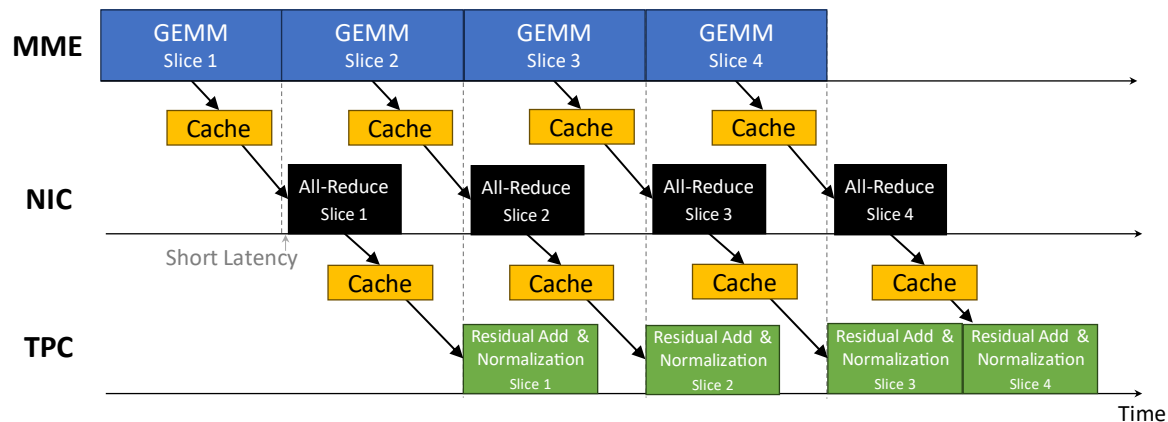 MME
GEMM
Slice 1
GEMM
Slice 2
GEMM
Slice 3
GEMM
Slice 4
Cache
Cache
Cache
Cache
NIC
All-Reduce
Slice 1
All-Reduce
Slice 2
All-Reduce
Slice 3
All-Reduce
Slice 4
Short Latency
Cache
Cache
Cache
Cache
TPC
Residual Add &
Normalization
Slice 1
Residual Add &
Normalization
Slice 2
Residual Add &
Normalization
Slice 3
Residual Add &
Normalization
Slice 4
Time